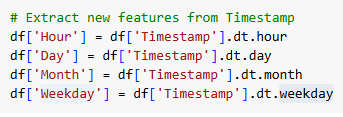 # Extract new features from Timestamp
df['Hour'] = df['Timestamp'].dt.hour
df['Day'] = df['Timestamp'].dt.day
df['Month'] = df['Timestamp'].dt.month
df['Weekday'] = df['Timestamp'].dt.weekday